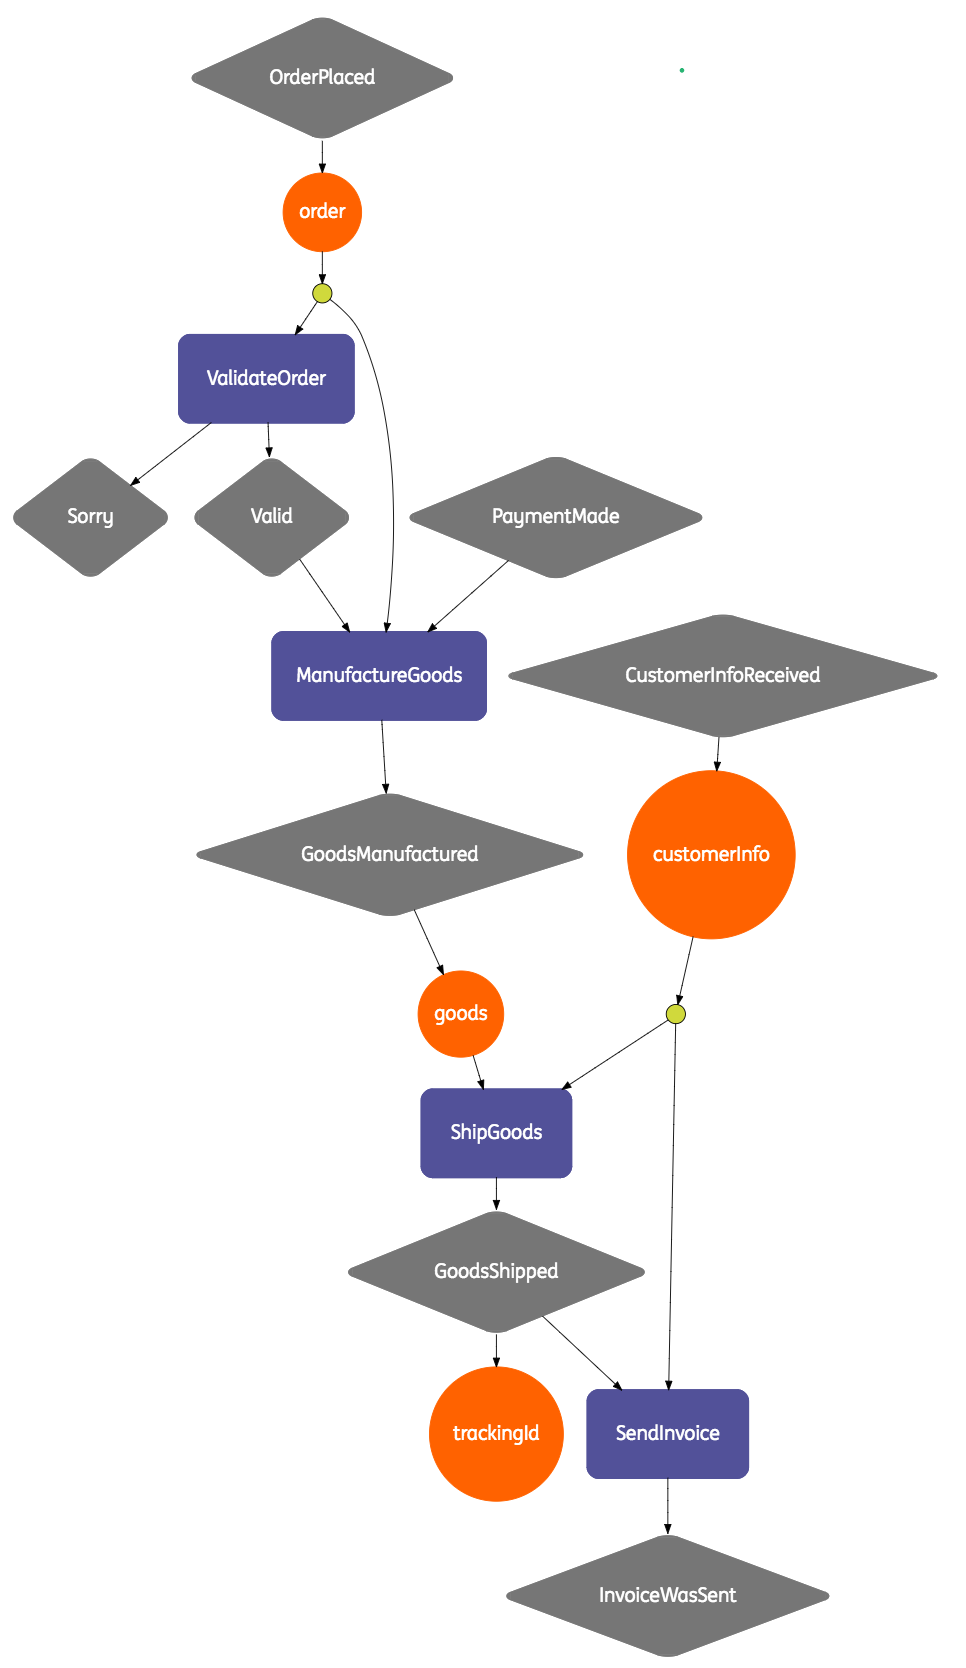 OrderPlaced
order
ValidateOrder
Sorry
Valid
PaymentMade
ManufactureGoods
CustomerInfoReceived
GoodsManufactured
customerInfo
goods
ShipGoods
GoodsShipped
trackingId
SendInvoice
InvoiceWasSent